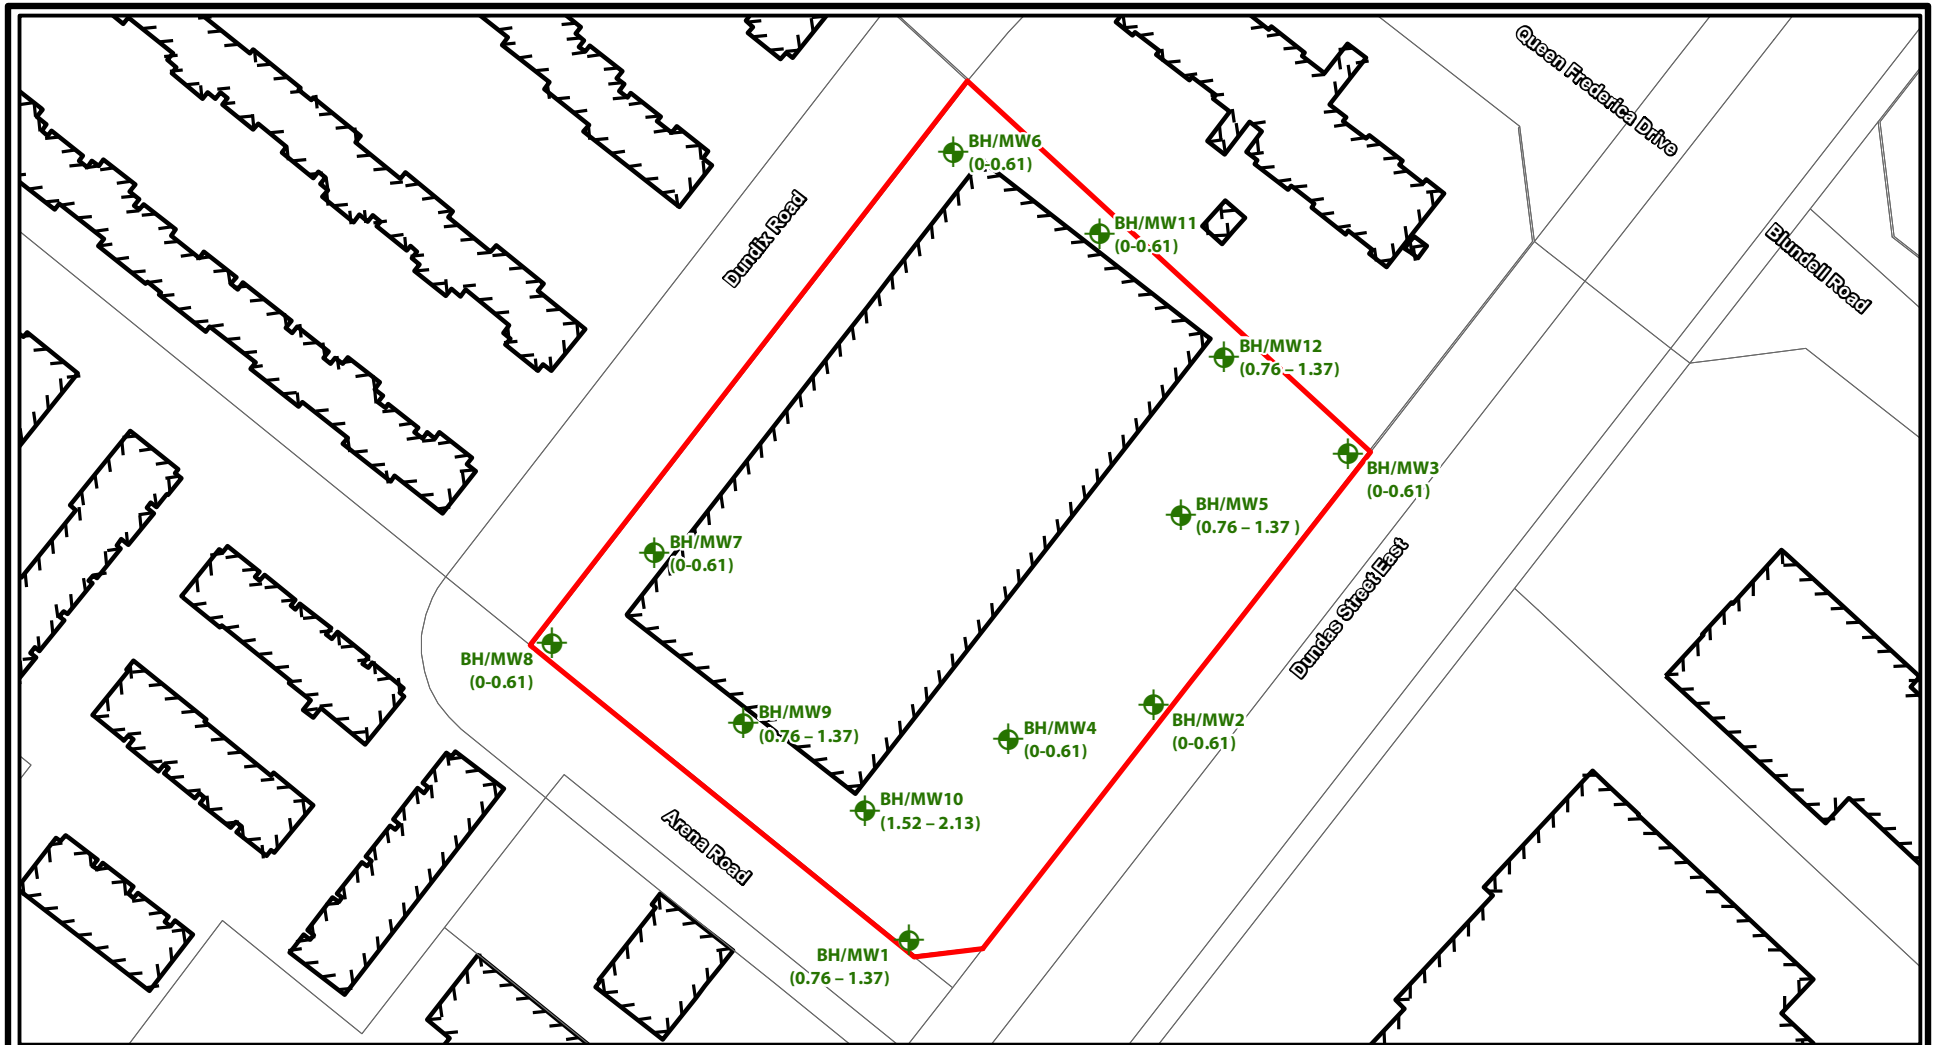 Queen Frederica Drive
BH/MW6
(0-0.61)
Dundix Road
BH/MW11
(0-0.61)
Blundell Road
BH/MW12
(0.76 – 1.37)
BH/MW3
(0-0.61)
BH/MW5
(0.76 – 1.37 )
BH/MW7
(0-0.61)
Dundas Street East
BH/MW8
(0-0.61)
BH/MW9
(0.76 – 1.37)
BH/MW2
(0-0.61)
BH/MW4
(0-0.61)
BH/MW10
(1.52 – 2.13)
Arena Road
BH/MW1
(0.76 – 1.37)